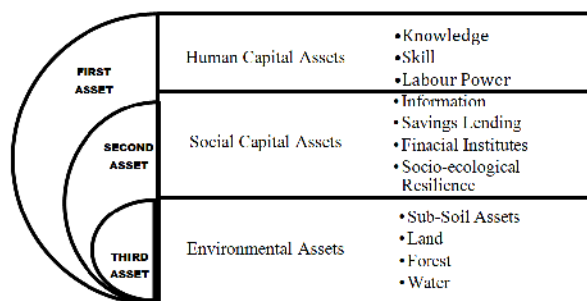 FIRST
ASSET
Human Capital Assets
•Knowledge
•Skill
•Labour Power
SECOND
ASSET
Social Capital Assets
•Information
•Savings Lending
•Finacial Institutes
•Socio-ecological
Resilience
THIRD
ASSET
Environmental Assets
•Sub-Soil Assets
•Land
•Forest
•Water